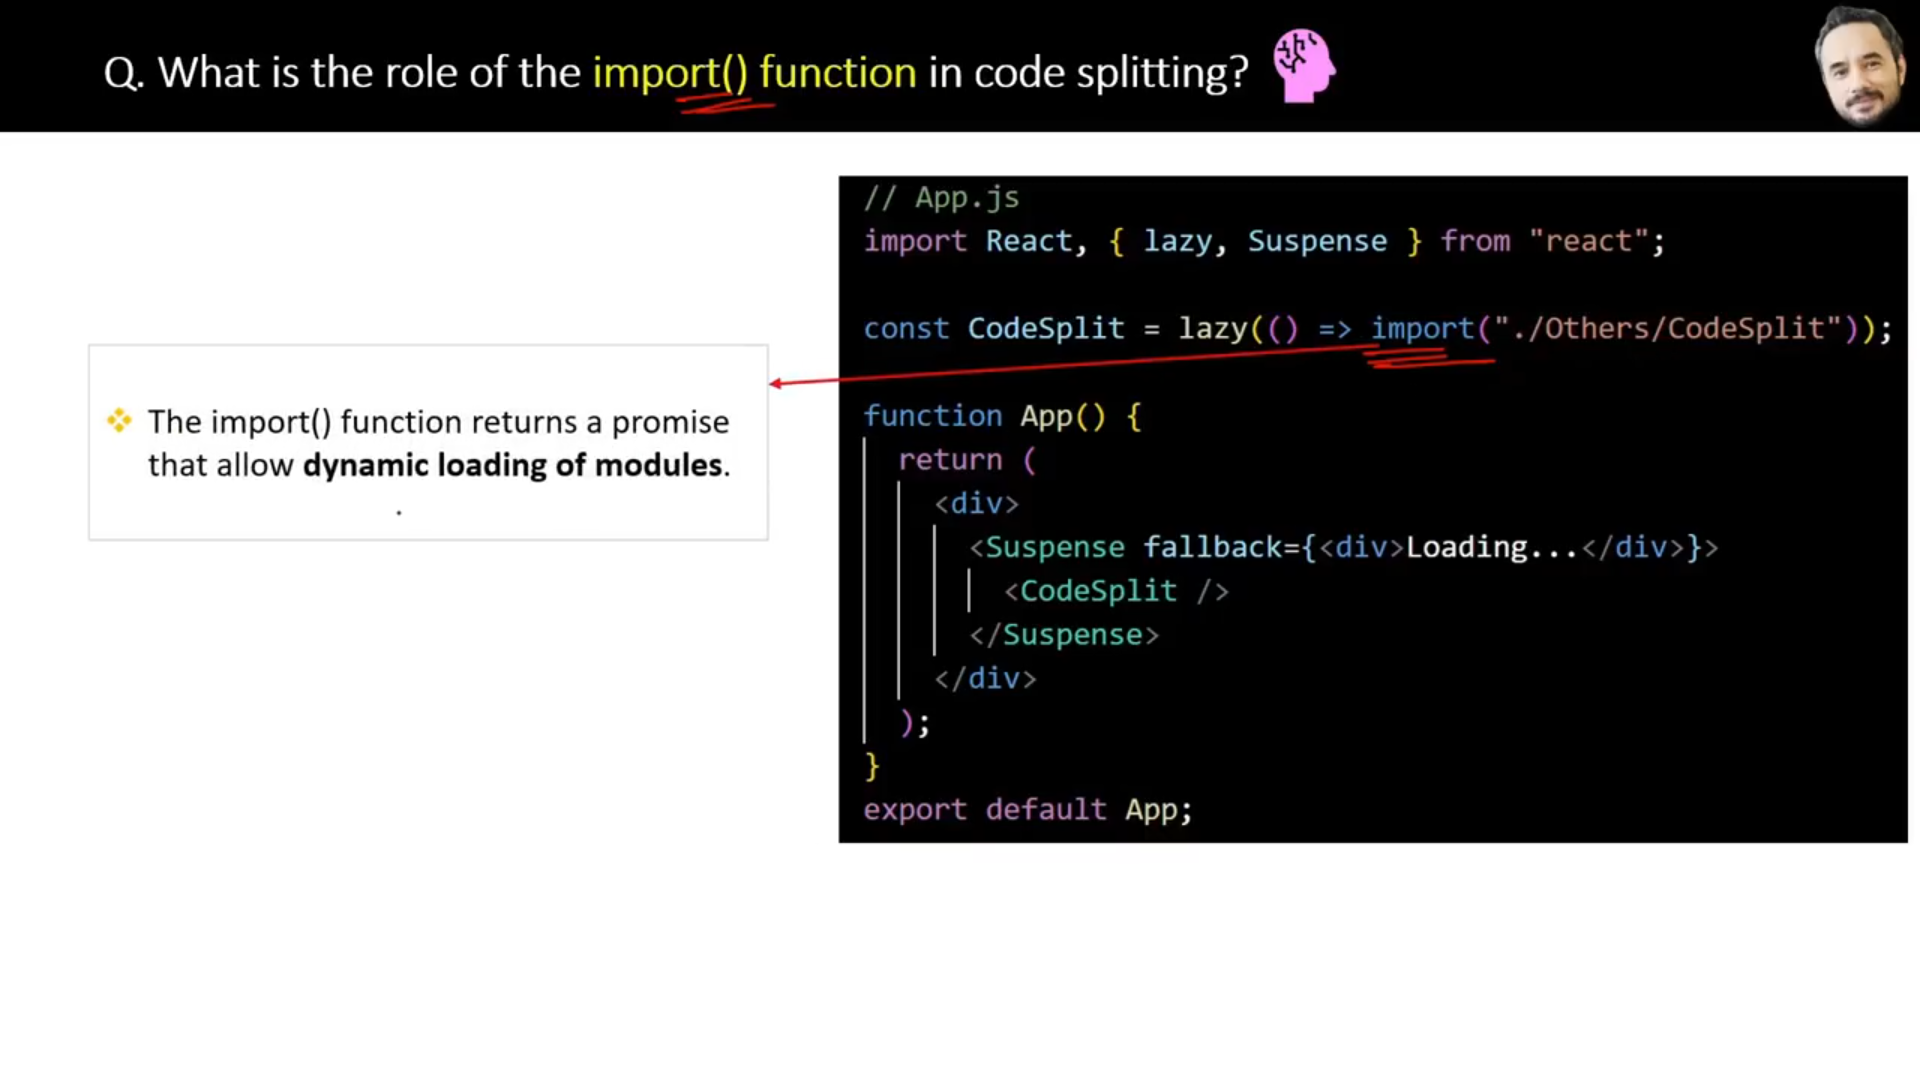 Q. What is the role of the import() function in code splitting?
// App.js
import React, { lazy, Suspense } from "react";
const CodeSplit = lazy(() => import("./Others/CodeSplit"));
function App() {
return (
<div>
<Suspense fallback={<div>Loading...</div>}>
<CodeSplit />
</Suspense>
</div>
);
}
export default App;
The import() function returns a promise
that allow dynamic loading of modules.
.